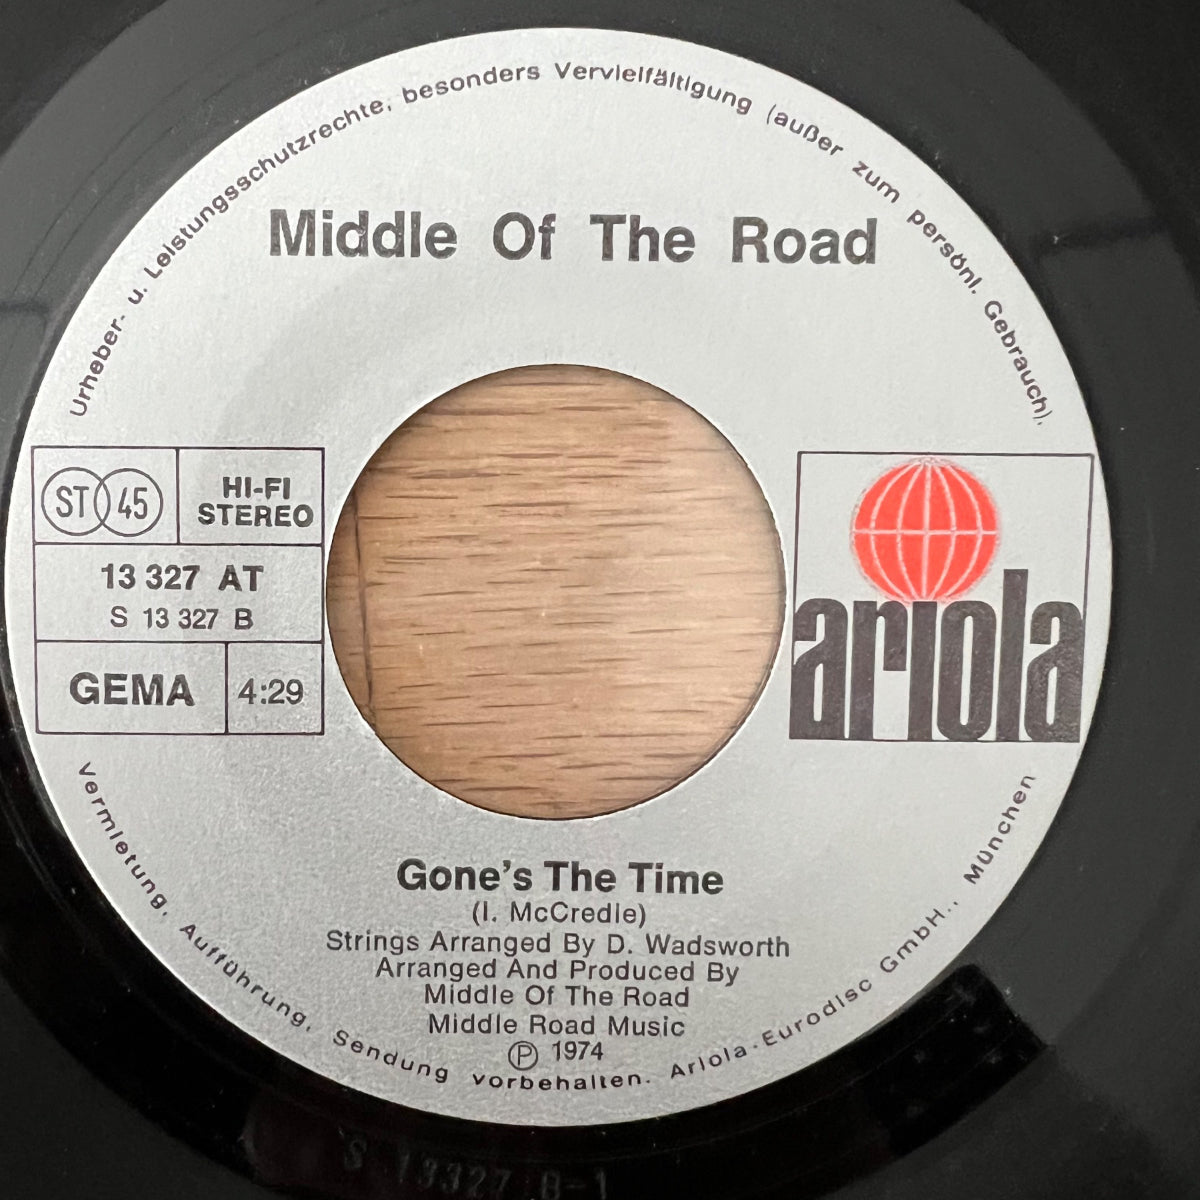 Urheber- u. Leistungsschutzrechte, besonders Vervielfältigung (außer zum persönl. Gebrauch),
Middle Of The Road
ST 45
HI-FI
STEREO
13 327 AT
S 13 327 B
GEMA 4:29
ariola
Gone's The Time
(I. McCredie)
Strings Arranged By D. Wadsworth
Arranged And Produced By
Middle Of The Road
Middle Road Music
℗ 1974
Vermietung, Aufführung, Sendung vorbehalten. Ariola-Eurodisc GmbH., München
S 13327 B-1